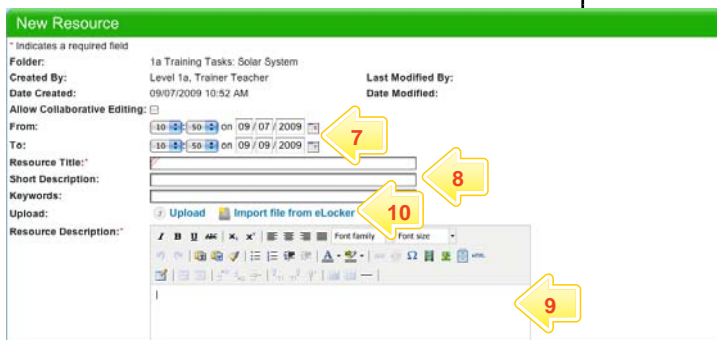 New Resource
* Indicates a required field
Folder: 1a Training Tasks: Solar System
Created By: Level 1a, Trainer Teacher Last Modified By:
Date Created: 09/07/2009 10:52 AM Date Modified:
Allow Collaborative Editing:
From: 10 : 50 on 09 / 07 / 2009
7
To: 10 : 50 on 09 / 09 / 2009
Resource Title:*
Short Description:
8
Keywords:
Upload: Upload Import file from eLocker
10
Resource Description:*
I B U ABC X, X' Font family Font size
A Ω HTML
9